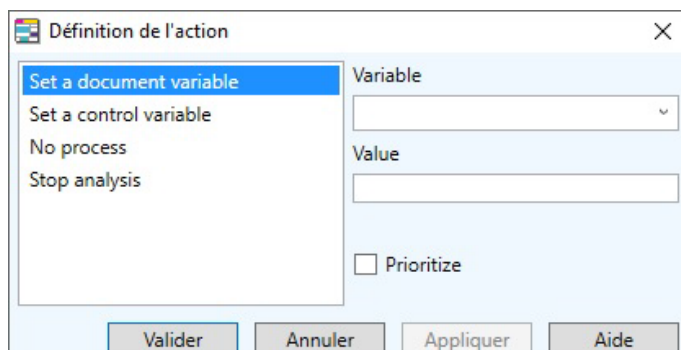 Définition de l'action
Set a document variable
Set a control variable
No process
Stop analysis
Variable
Value
Prioritize
Valider
Annuler
Appliquer
Aide